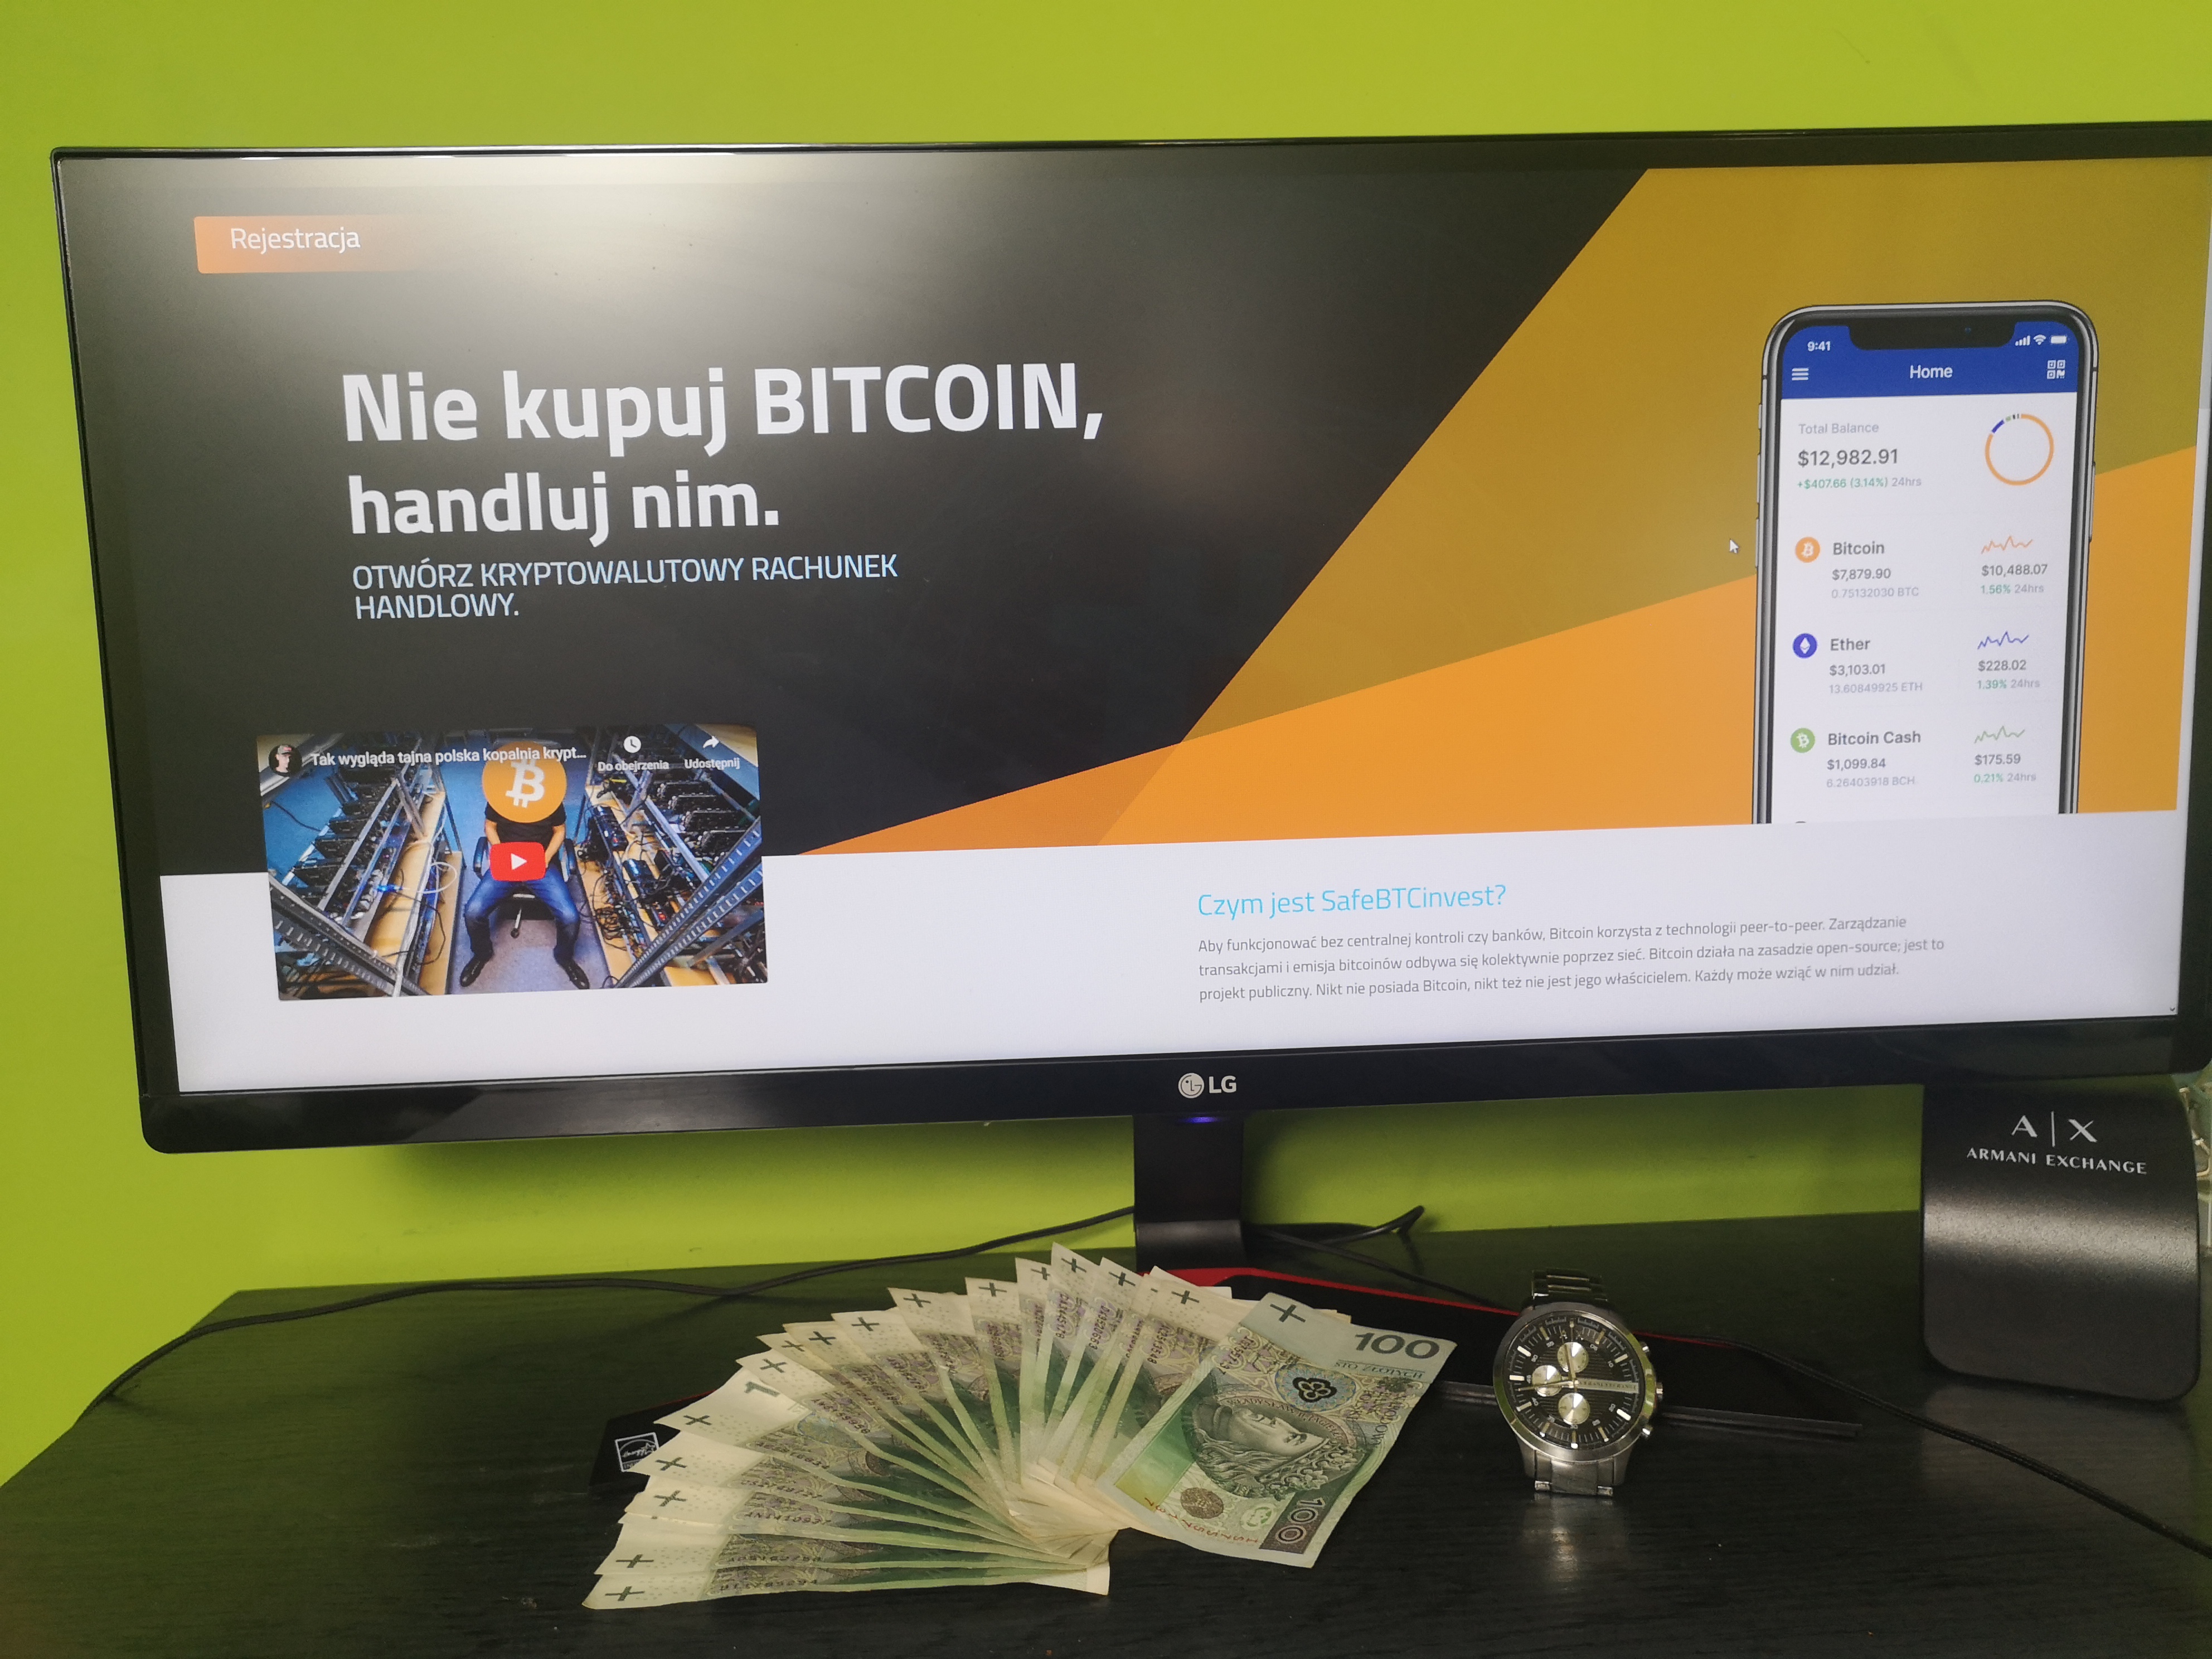 Rejestracja
Nie kupuj BITCOIN,
handluj nim.
OTWÓRZ KRYPTOWALUTOWY RACHUNEK
HANDLOWY.
Tak wygląda tajna polska kopalnia krypt...
Do obejrzenia
Udostępnij
9:41
Home
Total Balance
$12,982.91
+$407.66 (3.14%) 24hrs
Bitcoin
$7,879.90
$10,488.07
0.75132030 BTC
1.56% 24hrs
Ether
$3,103.01
$228.02
13.60849925 ETH
1.39% 24hrs
Bitcoin Cash
$1,099.84
$175.59
6.26403918 BCH
0.21% 24hrs
Czym jest SafeBTCinvest?
Aby funkcjonować bez centralnej kontroli czy banków, Bitcoin korzysta z technologii peer-to-peer. Zarządzanie
transakcjami i emisja bitcoinów odbywa się kolektywnie poprzez sieć. Bitcoin działa na zasadzie open-source; jest to
projekt publiczny. Nikt nie posiada Bitcoin, nikt też nie jest jego właścicielem. Każdy może wziąć w nim udział.
LG
A|X
ARMANI EXCHANGE
100
STO ZŁOTYCH
100